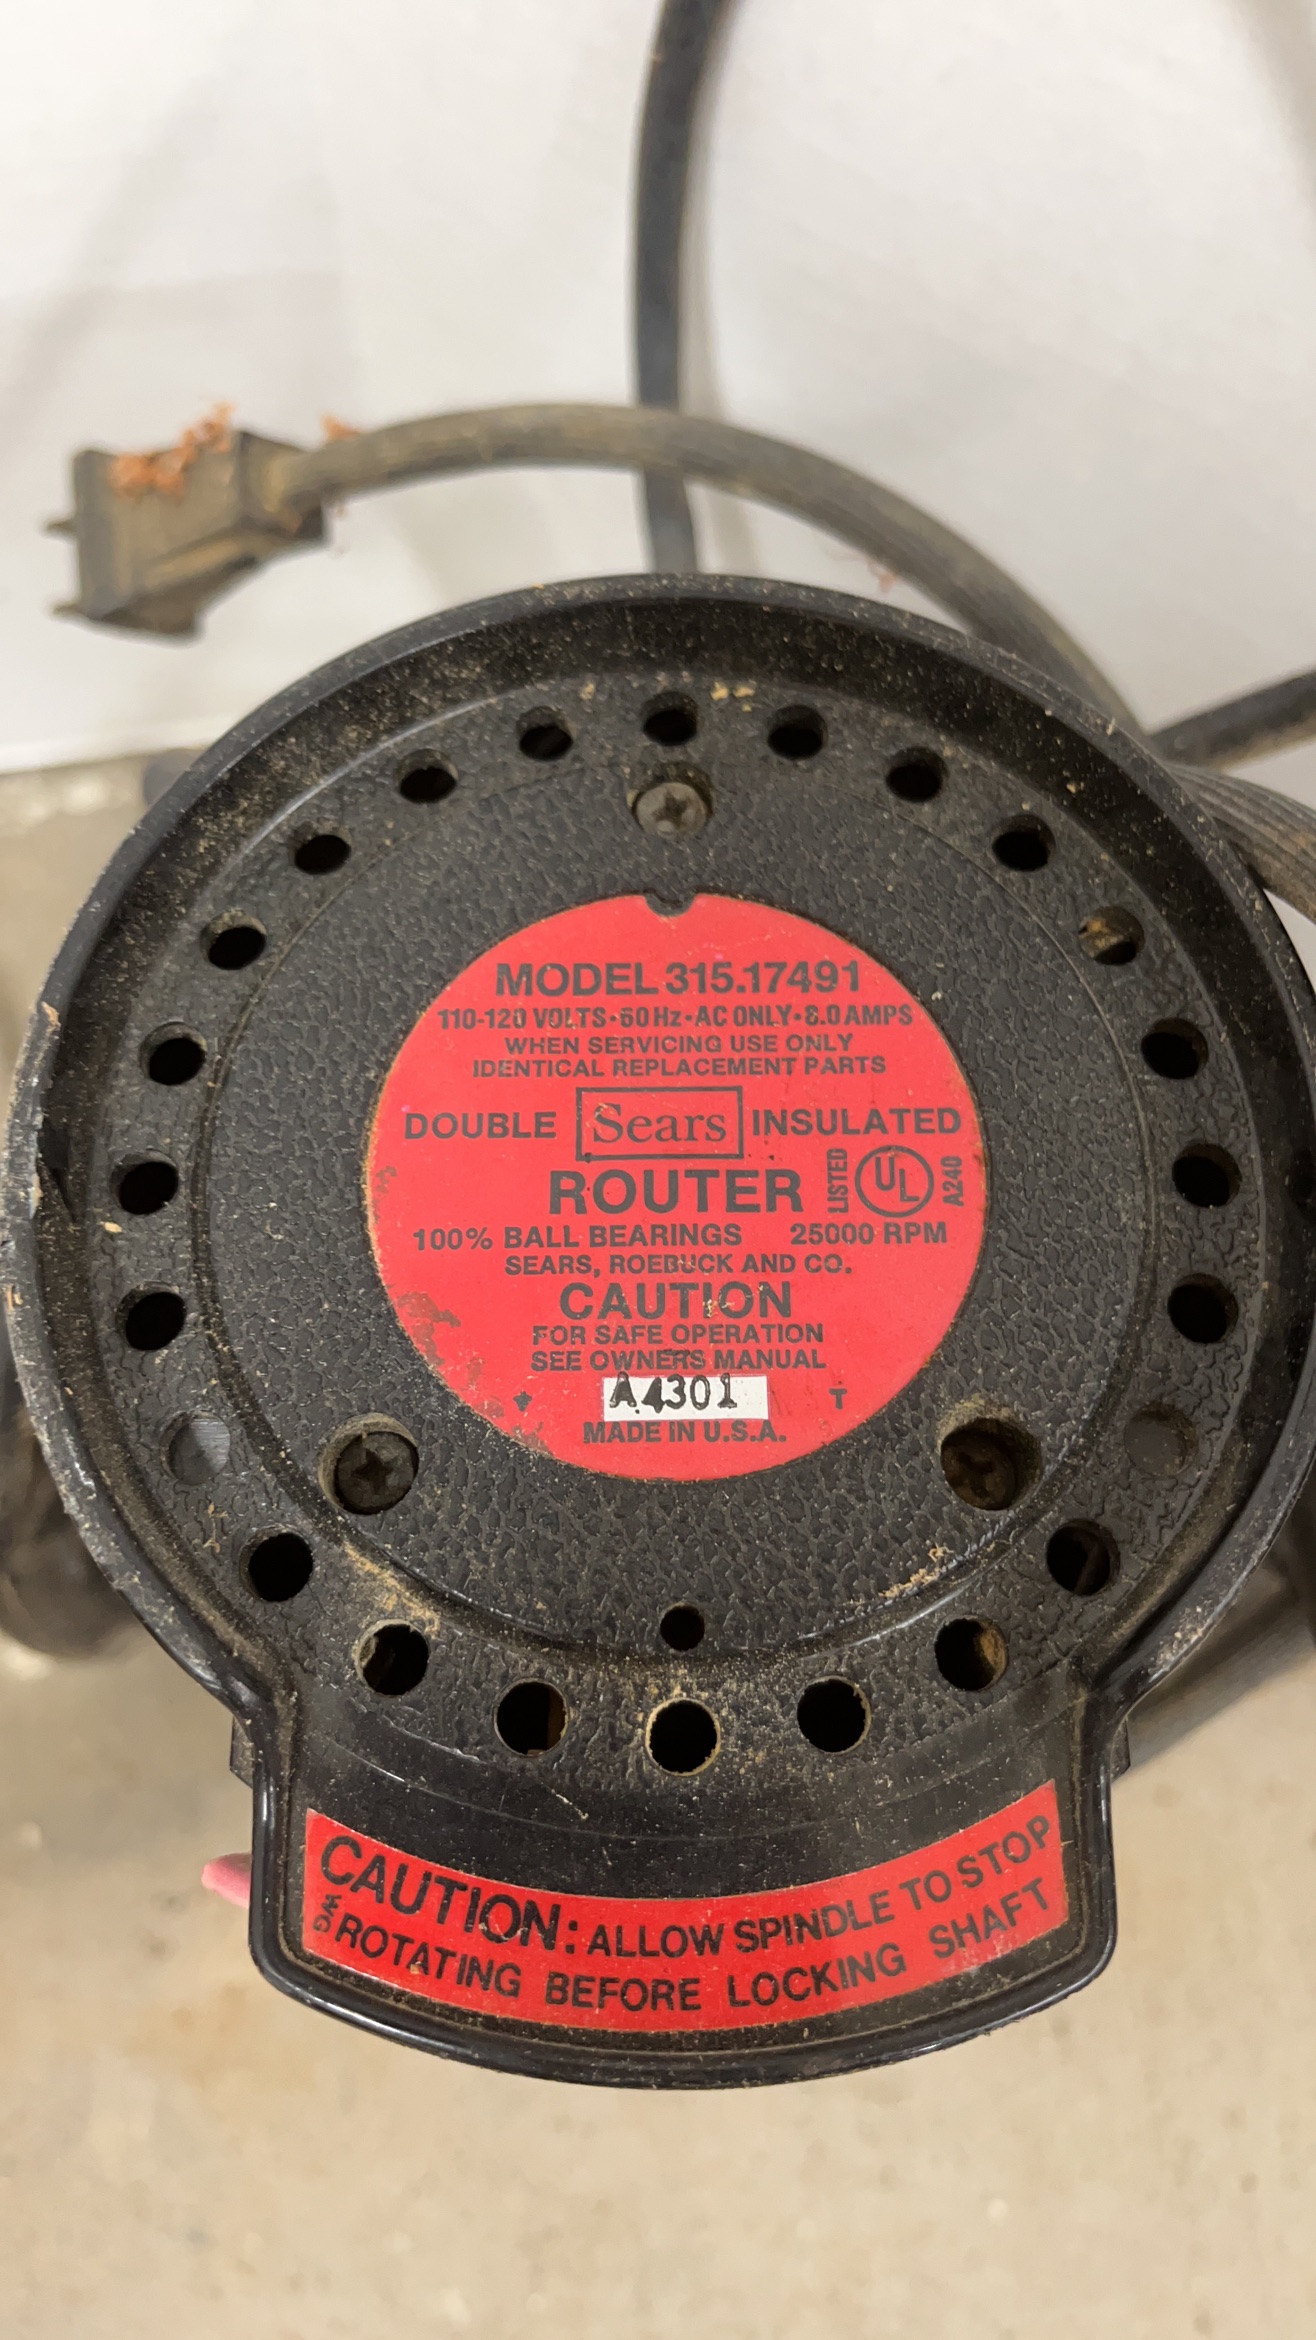 MODEL 315.17491
110-120 VOLTS·60 Hz·AC ONLY·8.0 AMPS
WHEN SERVICING USE ONLY
IDENTICAL REPLACEMENT PARTS
DOUBLE Sears INSULATED
ROUTER LISTED UL A240
100% BALL BEARINGS 25000 RPM
SEARS, ROEBUCK AND CO.
CAUTION
FOR SAFE OPERATION
SEE OWNERS MANUAL
A4301 T
MADE IN U.S.A.
CAUTION: ALLOW SPINDLE TO STOP
ROTATING BEFORE LOCKING SHAFT